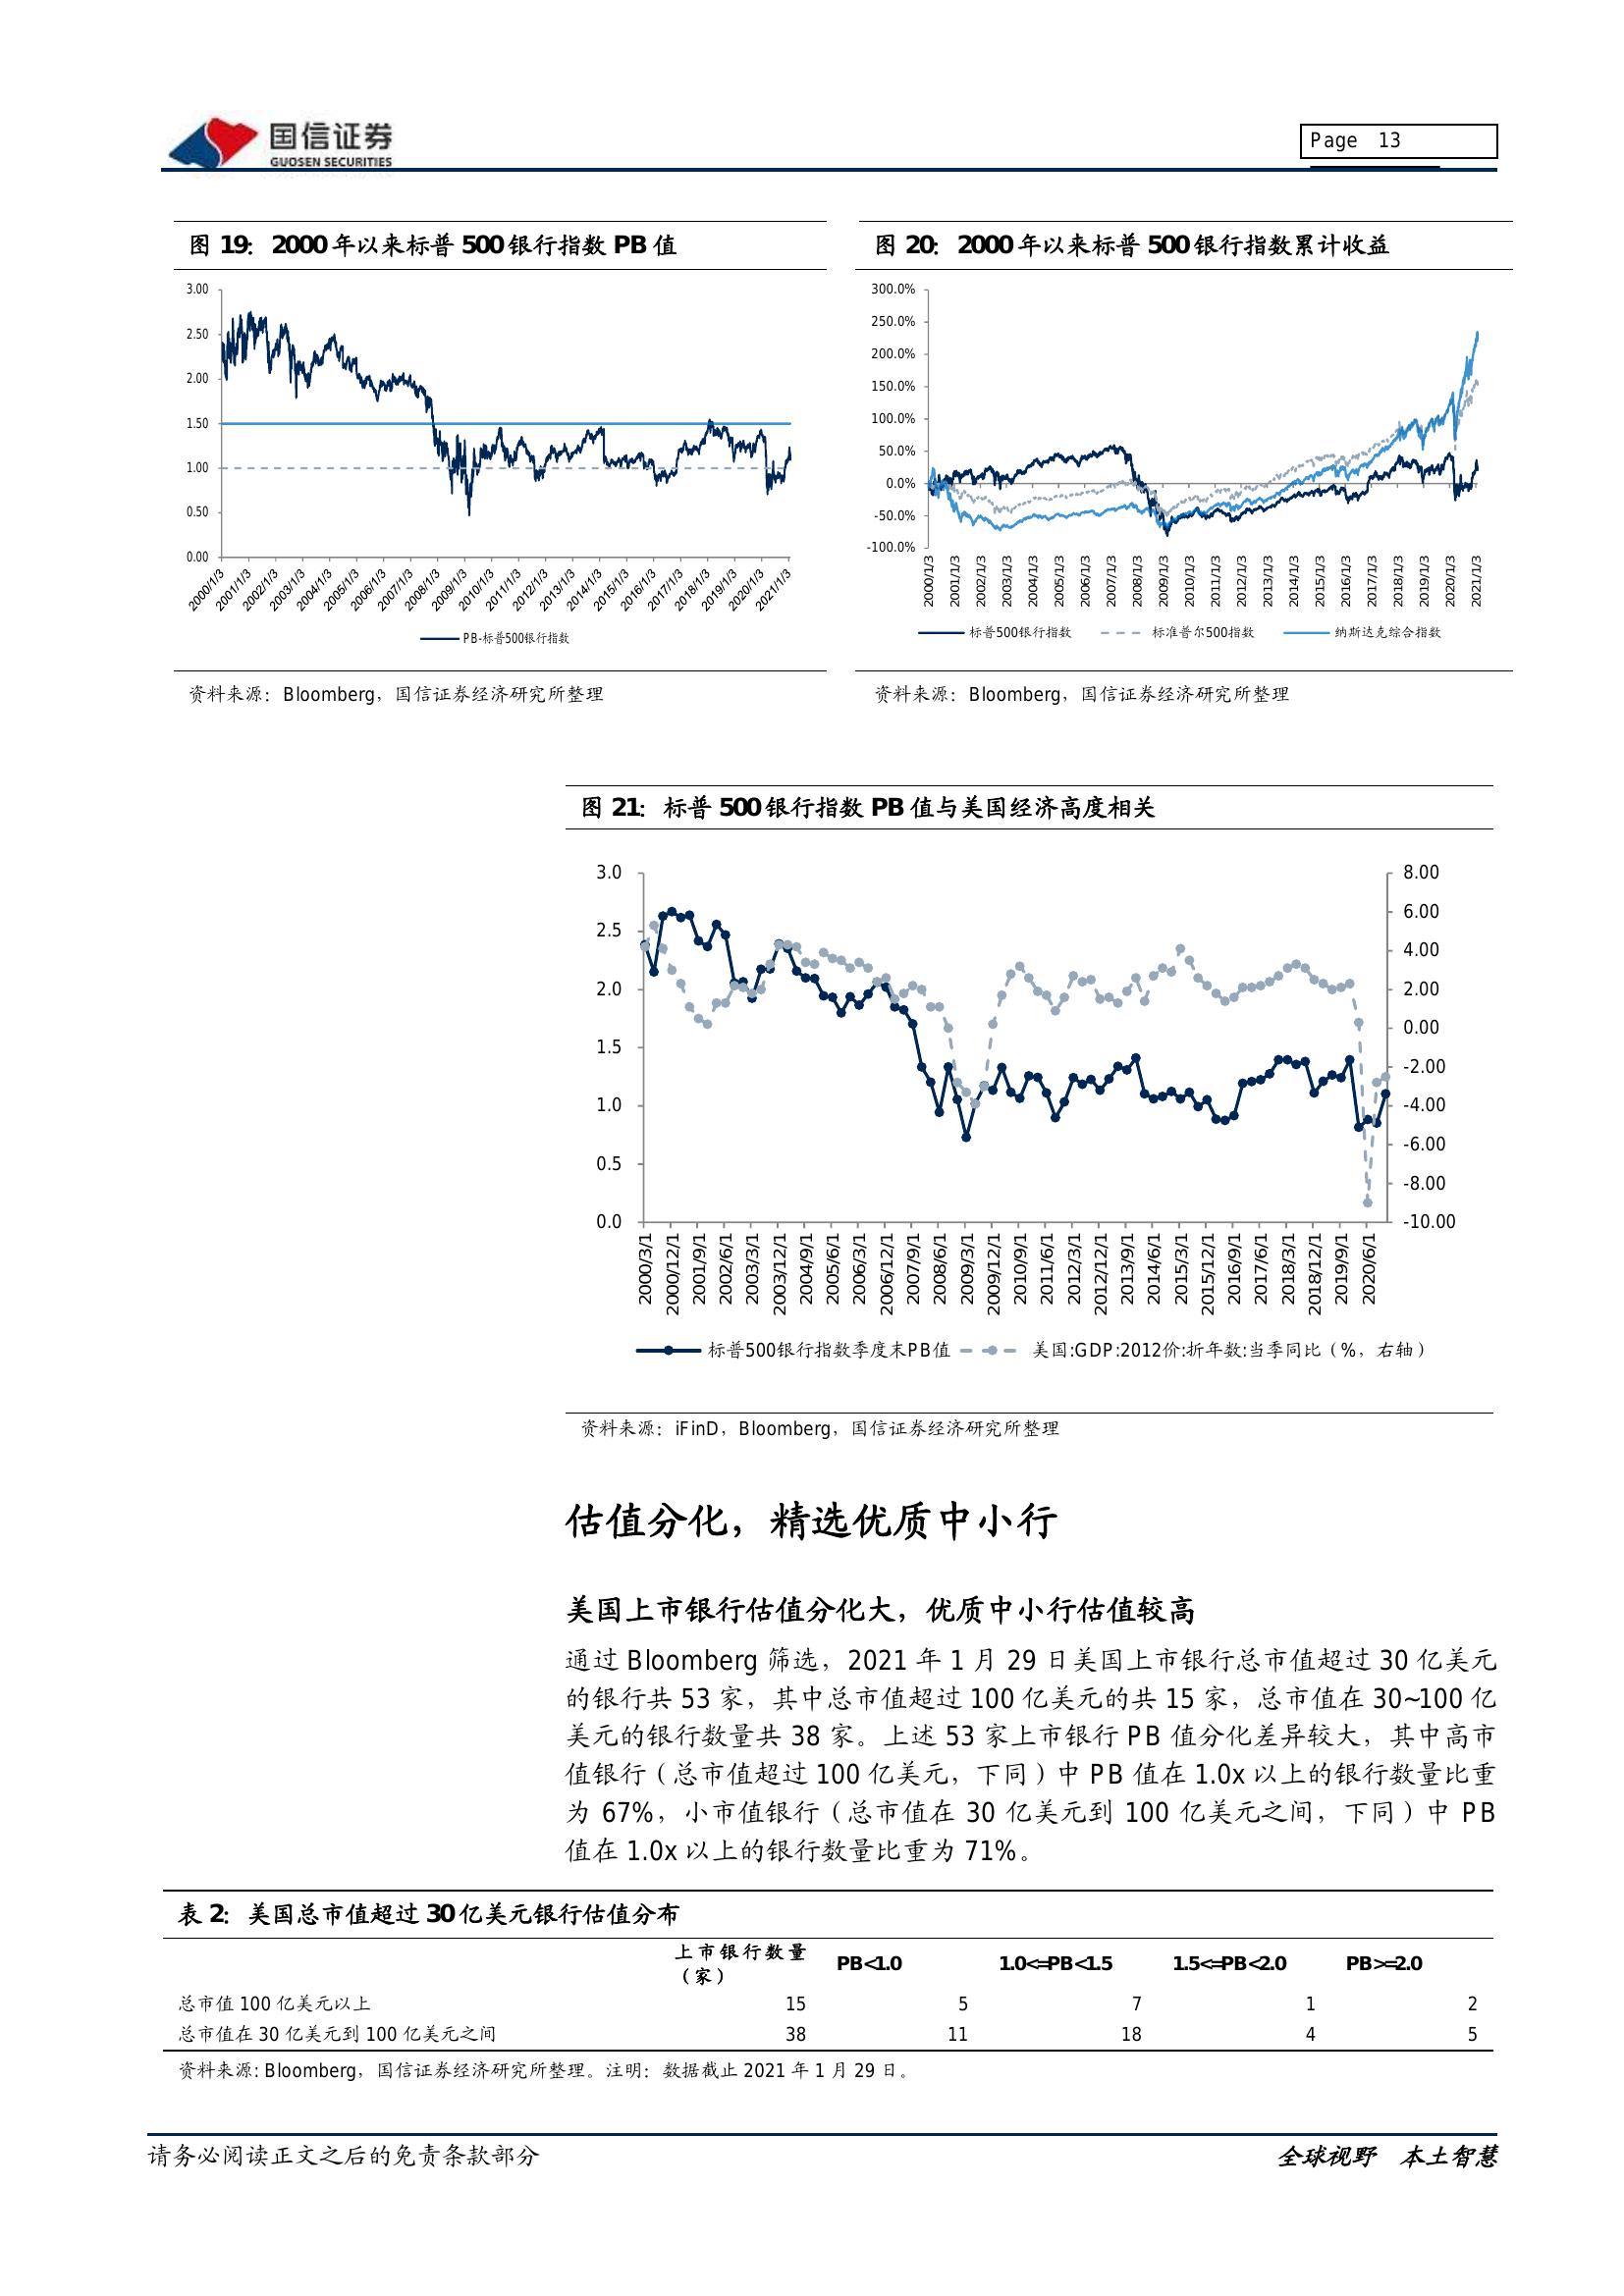 国信证券
GUOSEN SECURITIES
Page 13
图 19：2000 年以来标普 500 银行指数 PB 值
3.00
2.50
2.00
1.50
1.00
0.50
0.00
2000/1/3 2001/1/3 2002/1/3 2003/1/3 2004/1/3 2005/1/3 2006/1/3 2007/1/3 2008/1/3 2009/1/3 2010/1/3 2011/1/3 2012/1/3 2013/1/3 2014/1/3 2015/1/3 2016/1/3 2017/1/3 2018/1/3 2019/1/3 2020/1/3 2021/1/3
PB-标普500银行指数
资料来源：Bloomberg，国信证券经济研究所整理
图 20：2000 年以来标普 500 银行指数累计收益
300.0%
250.0%
200.0%
150.0%
100.0%
50.0%
0.0%
-50.0%
-100.0%
2000/1/3 2001/1/3 2002/1/3 2003/1/3 2004/1/3 2005/1/3 2006/1/3 2007/1/3 2008/1/3 2009/1/3 2010/1/3 2011/1/3 2012/1/3 2013/1/3 2014/1/3 2015/1/3 2016/1/3 2017/1/3 2018/1/3 2019/1/3 2020/1/3 2021/1/3
标普500银行指数 标准普尔500指数 纳斯达克综合指数
资料来源：Bloomberg，国信证券经济研究所整理
图 21：标普 500 银行指数 PB 值与美国经济高度相关
3.0
2.5
2.0
1.5
1.0
0.5
0.0
8.00
6.00
4.00
2.00
0.00
-2.00
-4.00
-6.00
-8.00
-10.00
2000/3/1 2000/12/1 2001/9/1 2002/6/1 2003/3/1 2003/12/1 2004/9/1 2005/6/1 2006/3/1 2006/12/1 2007/9/1 2008/6/1 2009/3/1 2009/12/1 2010/9/1 2011/6/1 2012/3/1 2012/12/1 2013/9/1 2014/6/1 2015/3/1 2015/12/1 2016/9/1 2017/6/1 2018/3/1 2018/12/1 2019/9/1 2020/6/1
标普500银行指数季度末PB值 美国:GDP:2012价:折年数:当季同比（%，右轴）
资料来源：iFinD，Bloomberg，国信证券经济研究所整理
估值分化，精选优质中小行
美国上市银行估值分化大，优质中小行估值较高
通过 Bloomberg 筛选，2021 年 1 月 29 日美国上市银行总市值超过 30 亿美元
的银行共 53 家，其中总市值超过 100 亿美元的共 15 家，总市值在 30~100 亿
美元的银行数量共 38 家。上述 53 家上市银行 PB 值分化差异较大，其中高市
值银行（总市值超过 100 亿美元，下同）中 PB 值在 1.0x 以上的银行数量比重
为 67%，小市值银行（总市值在 30 亿美元到 100 亿美元之间，下同）中 PB
值在 1.0x 以上的银行数量比重为 71%。
表 2：美国总市值超过 30 亿美元银行估值分布
上市银行数量（家） PB<1.0 1.0<=PB<1.5 1.5<=PB<2.0 PB>=2.0
总市值 100 亿美元以上 15 5 7 1 2
总市值在 30 亿美元到 100 亿美元之间 38 11 18 4 5
资料来源: Bloomberg，国信证券经济研究所整理。注明：数据截止 2021 年 1 月 29 日。
请务必阅读正文之后的免责条款部分
全球视野 本土智慧